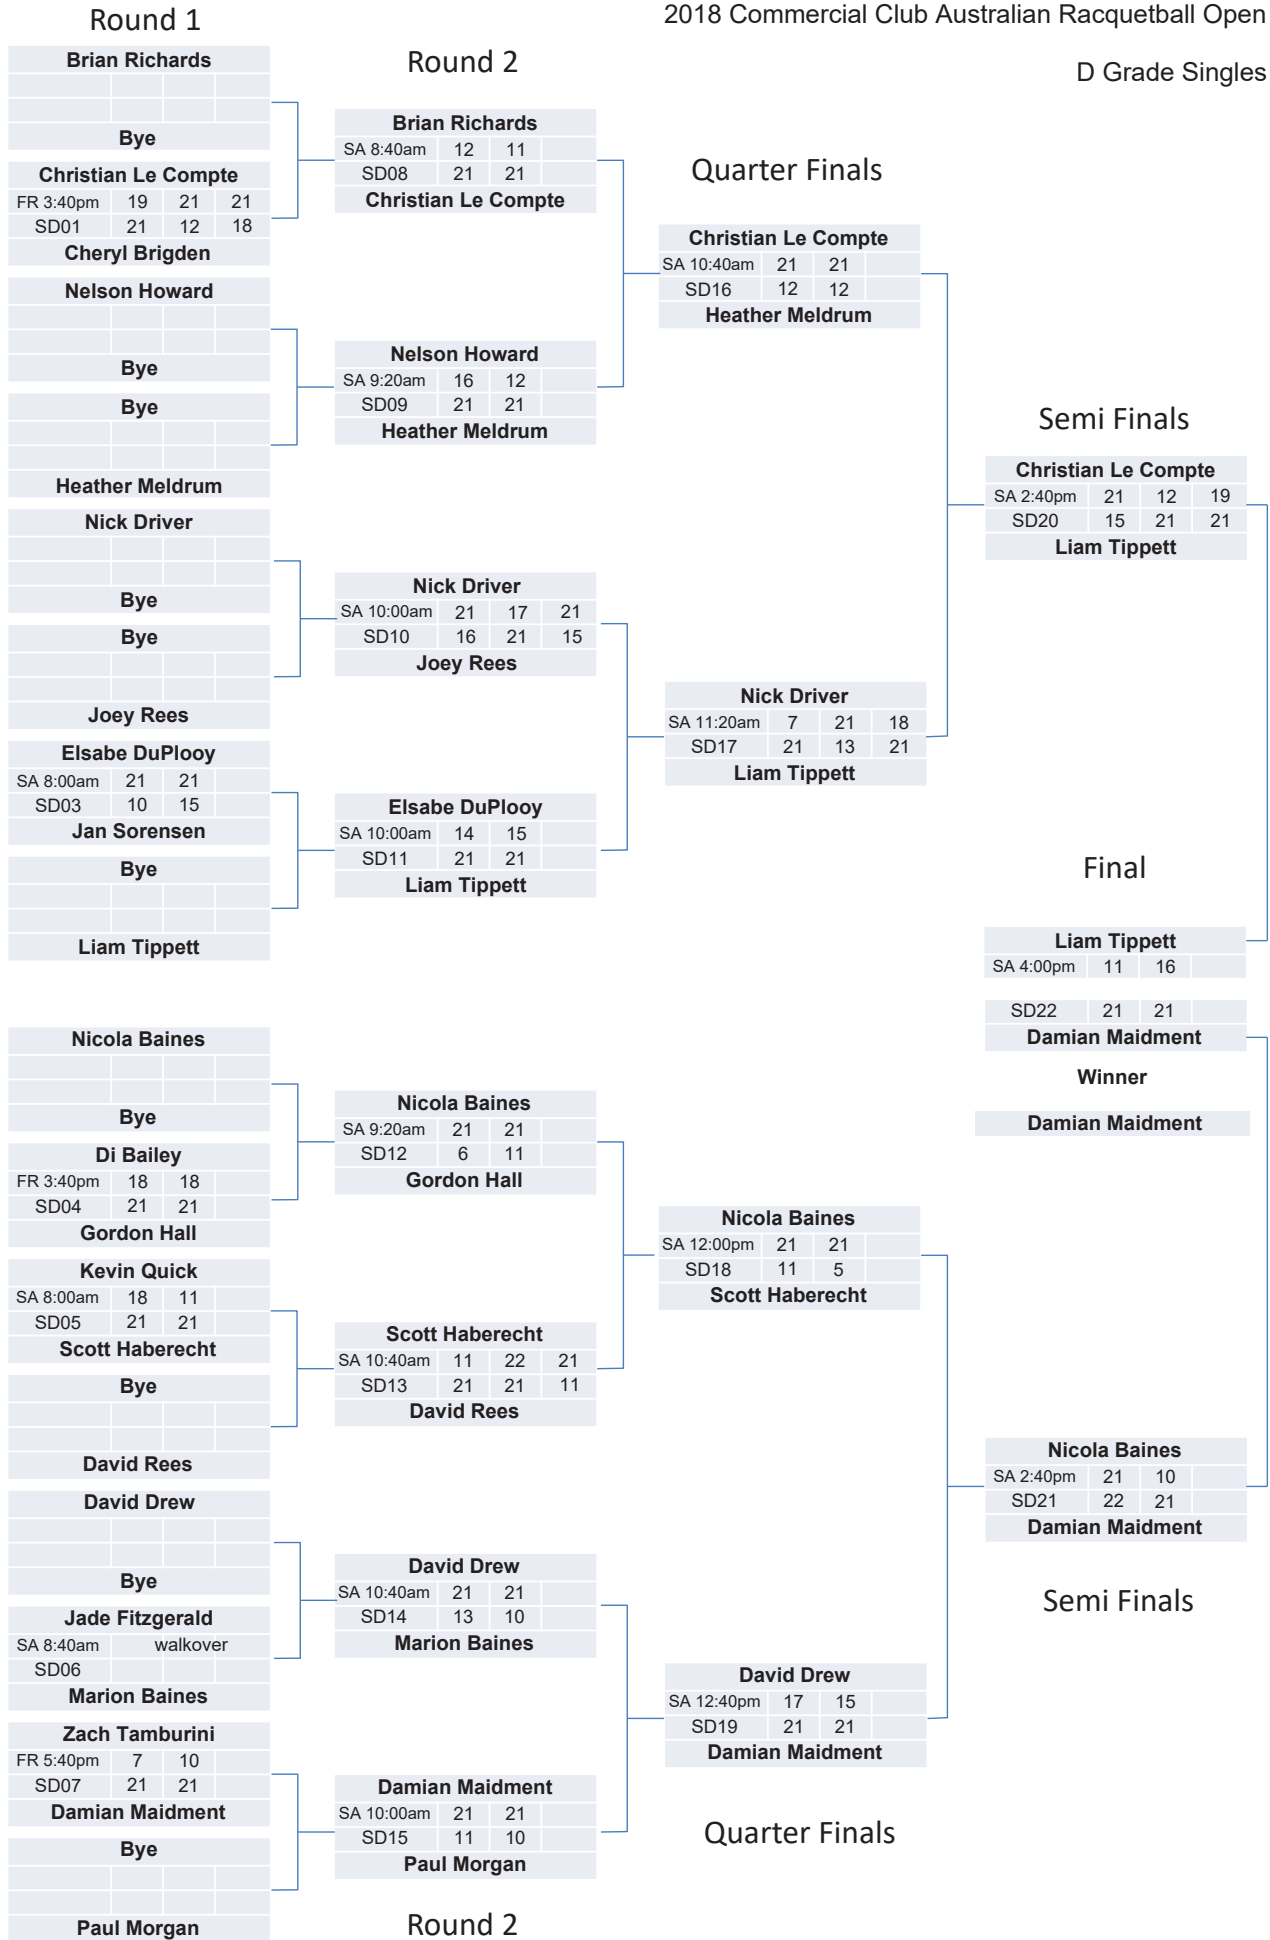 2018 Commercial Club Australian Racquetball Open
D Grade Singles
Round 1
Brian Richards
Bye
Christian Le Compte
FR 3:40pm 19 21 21
SD01 21 12 18
Cheryl Brigden
Nelson Howard
Bye
Bye
Heather Meldrum
Nick Driver
Bye
Bye
Joey Rees
Elsabe DuPlooy
SA 8:00am 21 21
SD03 10 15
Jan Sorensen
Bye
Liam Tippett
Nicola Baines
Bye
Di Bailey
FR 3:40pm 18 18
SD04 21 21
Gordon Hall
Kevin Quick
SA 8:00am 18 11
SD05 21 21
Scott Haberecht
Bye
David Rees
David Drew
Bye
Jade Fitzgerald
SA 8:40am walkover
SD06
Marion Baines
Zach Tamburini
FR 5:40pm 7 10
SD07 21 21
Damian Maidment
Bye
Paul Morgan
Round 2
Brian Richards
SA 8:40am 12 11
SD08 21 21
Christian Le Compte
Nelson Howard
SA 9:20am 16 12
SD09 21 21
Heather Meldrum
Nick Driver
SA 10:00am 21 17 21
SD10 16 21 15
Joey Rees
Elsabe DuPlooy
SA 10:00am 14 15
SD11 21 21
Liam Tippett
Nicola Baines
SA 9:20am 21 21
SD12 6 11
Gordon Hall
Scott Haberecht
SA 10:40am 11 22 21
SD13 21 21 11
David Rees
David Drew
SA 10:40am 21 21
SD14 13 10
Marion Baines
Damian Maidment
SA 10:00am 21 21
SD15 11 10
Paul Morgan
Round 2
Quarter Finals
Christian Le Compte
SA 10:40am 21 21
SD16 12 12
Heather Meldrum
Nick Driver
SA 11:20am 7 21 18
SD17 21 13 21
Liam Tippett
Nicola Baines
SA 12:00pm 21 21
SD18 11 5
Scott Haberecht
David Drew
SA 12:40pm 17 15
SD19 21 21
Damian Maidment
Quarter Finals
Semi Finals
Christian Le Compte
SA 2:40pm 21 12 19
SD20 15 21 21
Liam Tippett
Final
Liam Tippett
SA 4:00pm 11 16
SD22 21 21
Damian Maidment
Winner
Damian Maidment
Nicola Baines
SA 2:40pm 21 10
SD21 22 21
Damian Maidment
Semi Finals